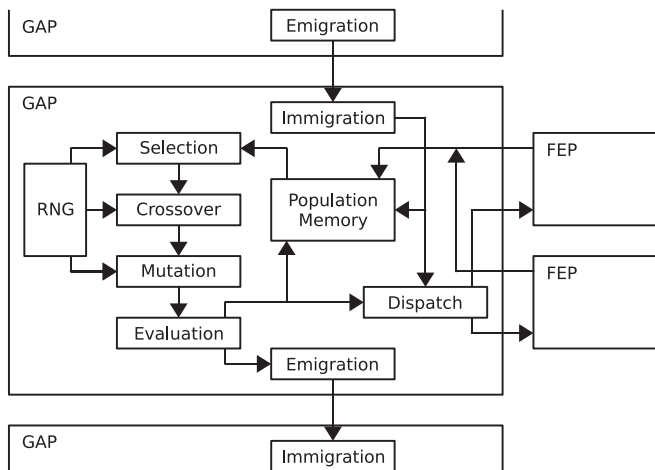 GAP
Emigration
GAP
Immigration
Selection
FEP
RNG
Crossover
Population
Memory
Mutation
FEP
Dispatch
Evaluation
Emigration
GAP
Immigration